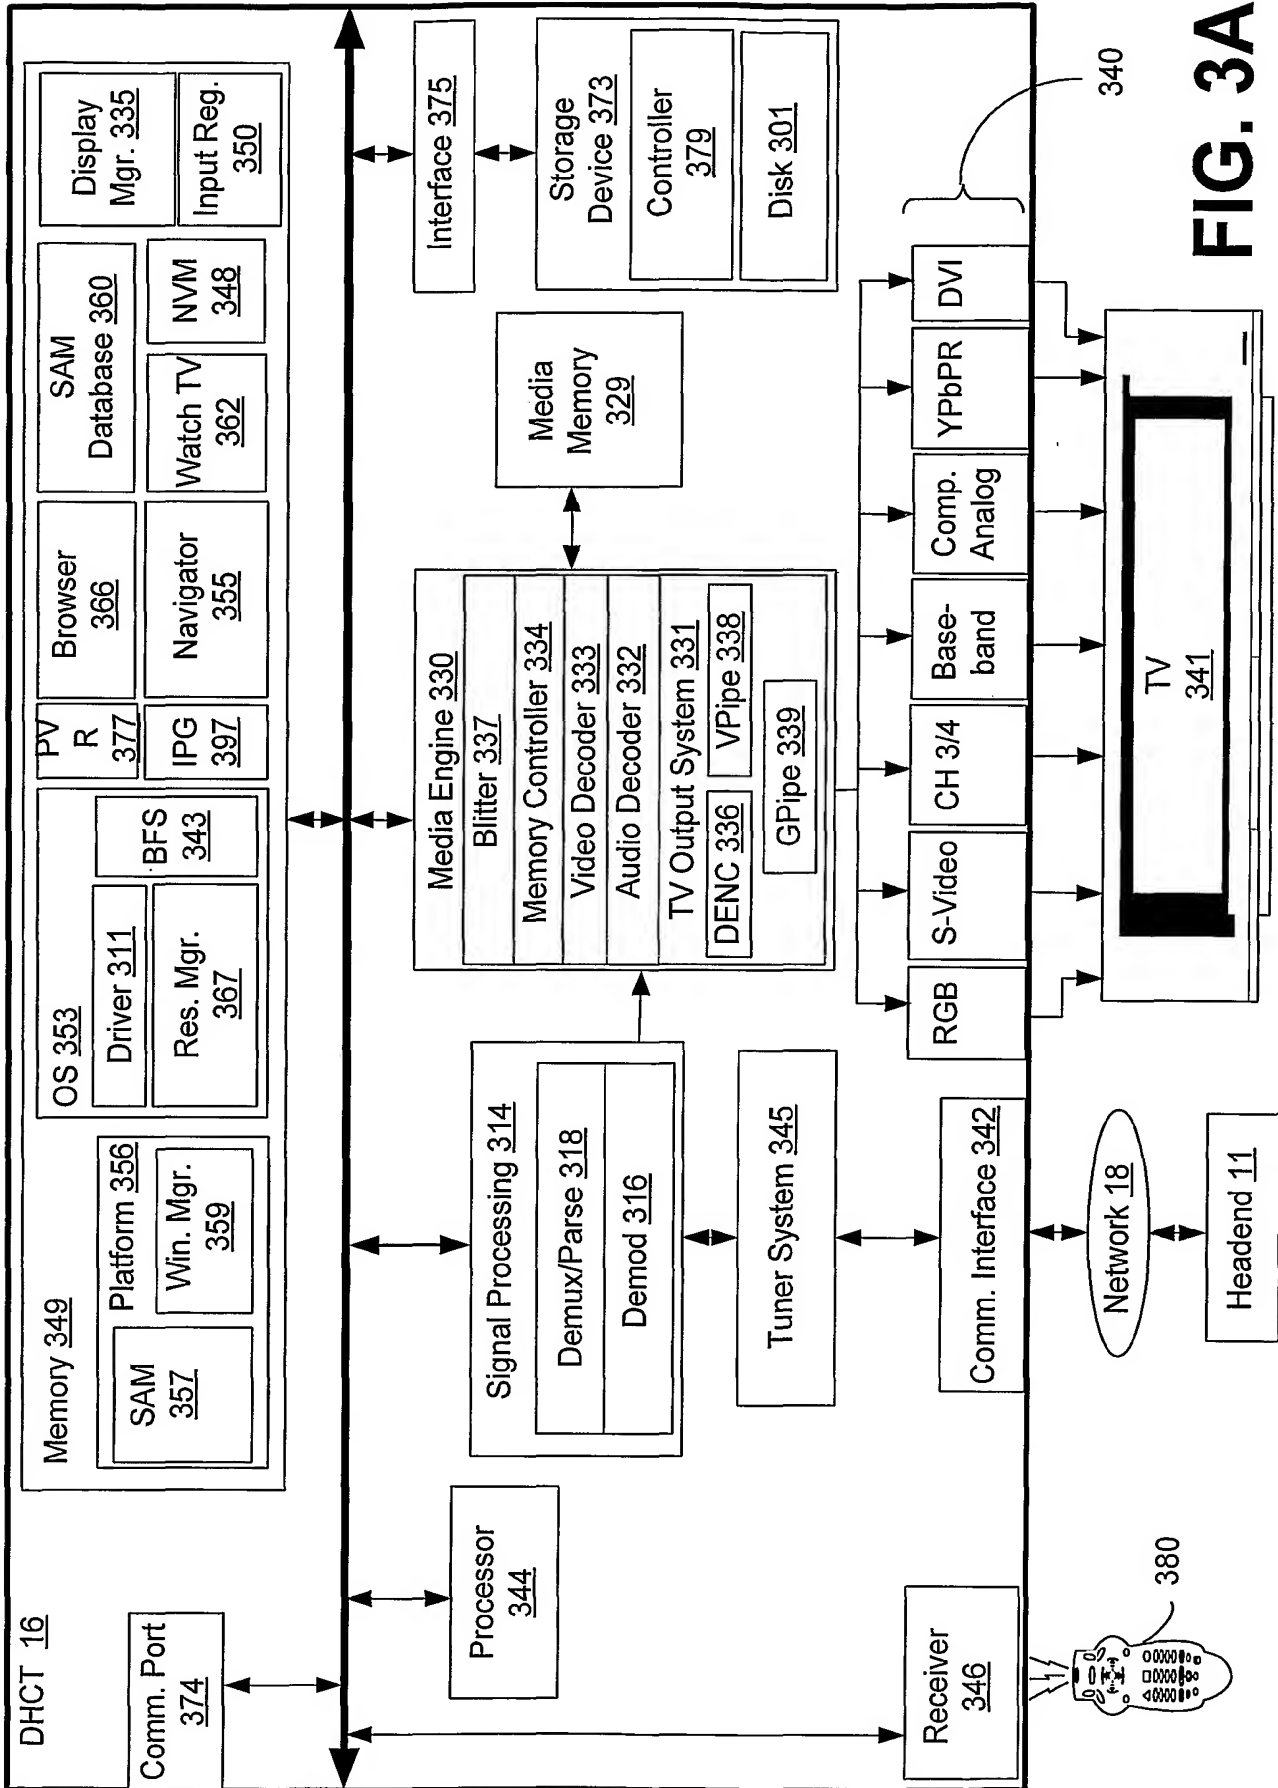 DHCT 16
Comm. Port
374
Memory 349
Platform 356
SAM
357
Win. Mgr.
359
OS 353
Driver 311
BFS
343
Res. Mgr.
367
PV
R
377
IPG
397
Browser
366
Navigator
355
SAM
Database 360
Watch TV
362
NVM
348
Display
Mgr. 335
Input Reg.
350
Processor
344
Signal Processing 314
Demux/Parse 318
Demod 316
Tuner System 345
Comm. Interface 342
Media Engine 330
Blitter 337
Memory Controller 334
Video Decoder 333
Audio Decoder 332
TV Output System 331
DENC 336
VPipe 338
GPipe 339
Media
Memory
329
Interface 375
Storage
Device 373
Controller
379
Disk 301
Receiver
346
RGB
S-Video
CH 3/4
Base-
band
Comp.
Analog
YPbPR
DVI
340
380
Network 18
Headend 11
TV
341
FIG. 3A